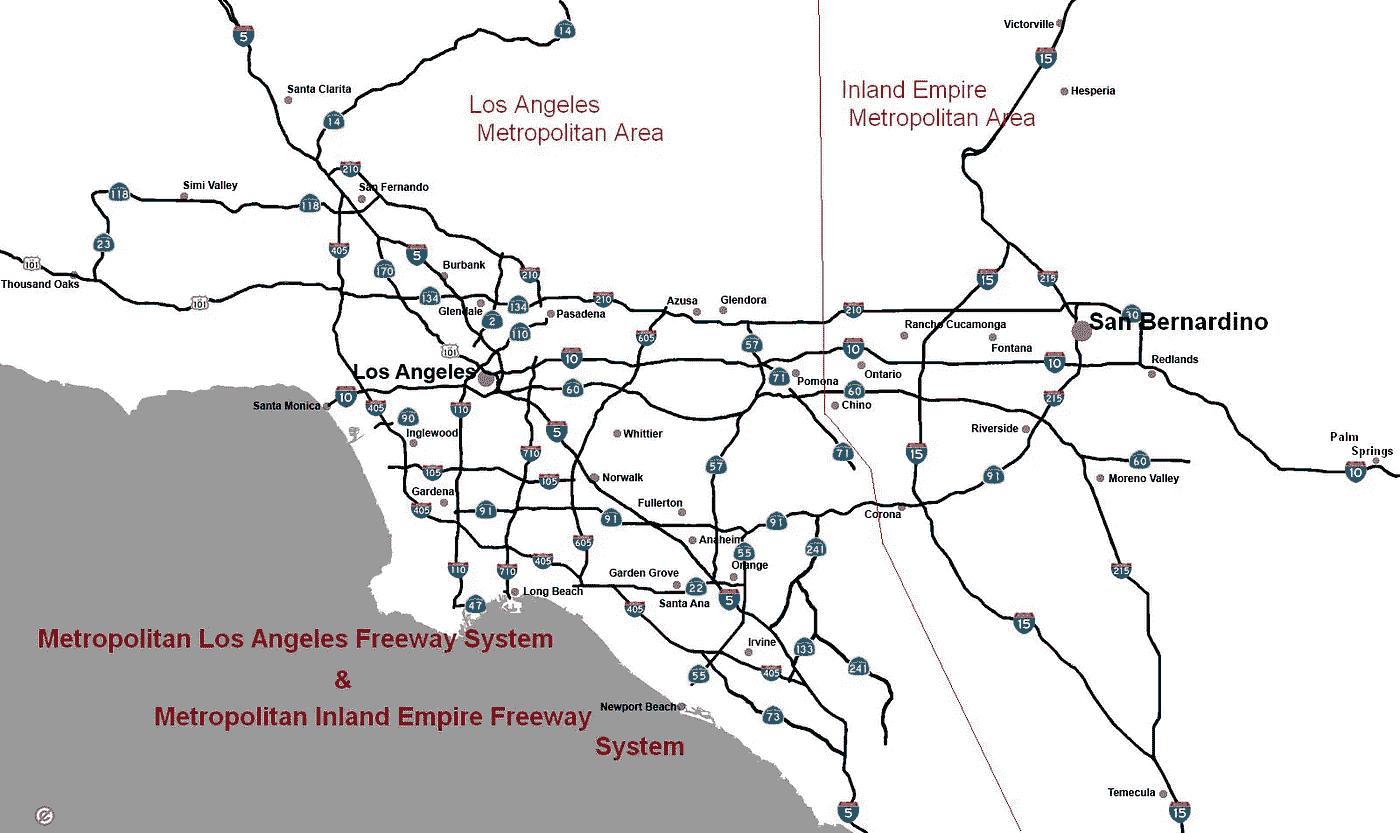 5
14
Victorville
15
Santa Clarita
Los Angeles
Metropolitan Area
Inland Empire
Metropolitan Area
Hesperia
14
210
118
Simi Valley
118
San Fernando
23
405
101
Thousand Oaks
170
5
Burbank
210
15
215
101
134
Glendale
134
210
Azusa
Glendora
210
30
2
110
Pasadena
605
57
Rancho Cucamonga
San Bernardino
101
10
10
Fontana
10
Redlands
Los Angeles
60
71
Pomona
Ontario
60
Santa Monica
10
405
110
Chino
215
90
Inglewood
5
Whittier
Riverside
Palm
Springs
710
71
15
60
10
105
105
Norwalk
57
91
Moreno Valley
Gardena
405
91
Fullerton
91
91
Corona
605
Anaheim
55
241
405
Orange
110
710
Garden Grove
22
215
47
Long Beach
405
Santa Ana
5
15
Metropolitan Los Angeles Freeway System
&
Metropolitan Inland Empire Freeway
System
Irvine
133
241
55
405
Newport Beach
73
Temecula
5
15